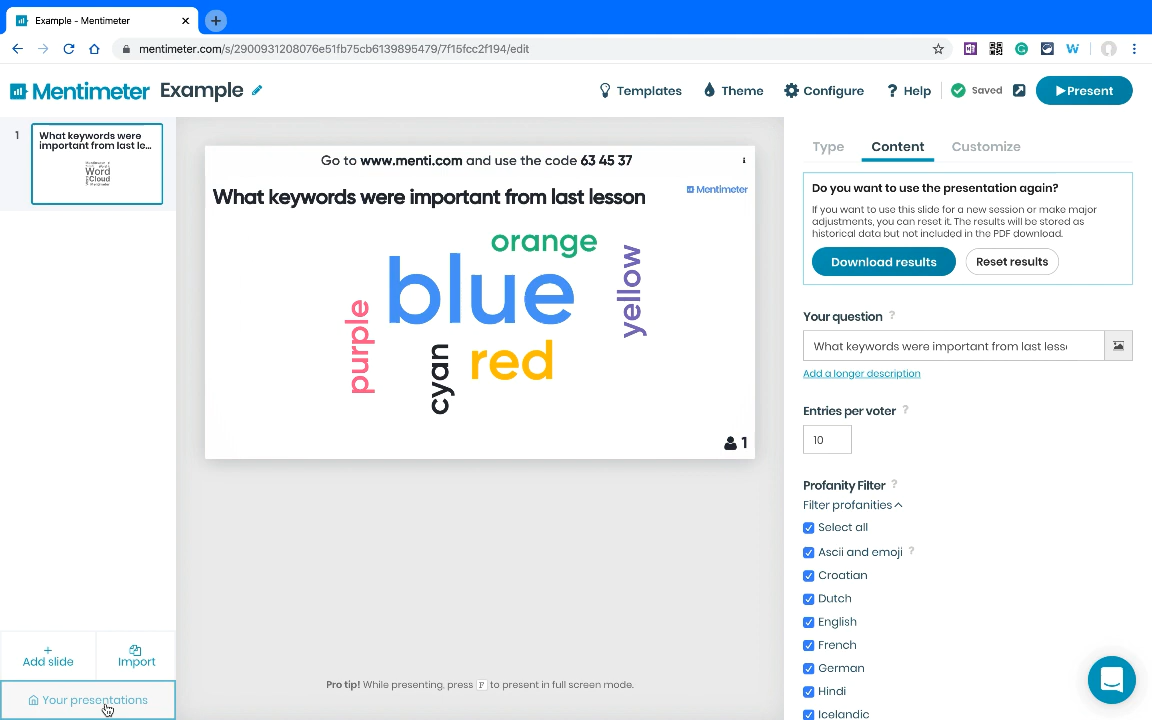 Example - Mentimeter
mentimeter.com/s/2900931208076e51fb75cb6139895479/7f15fcc2f194/edit
Mentimeter Example Templates Theme Configure ? Help Saved Present
1 What keywords were
important from last le...
Word
Cloud
Go to www.menti.com and use the code 63 45 37
Mentimeter
What keywords were important from last lesson
orange
blue
yellow
purple
cyan
red
1
Pro tip! While presenting, press F to present in full screen mode.
Type Content Customize
Do you want to use the presentation again?
If you want to use this slide for a new session or make major
adjustments, you can reset it. The results will be stored as
historical data but not included in the PDF download.
Download results Reset results
Your question ?
What keywords were important from last less
Add a longer description
Entries per voter ?
10
Profanity Filter ?
Filter profanities
Select all
Ascii and emoji ?
Croatian
Dutch
English
French
German
Hindi
Icelandic
+ Add slide
Import
Your presentations